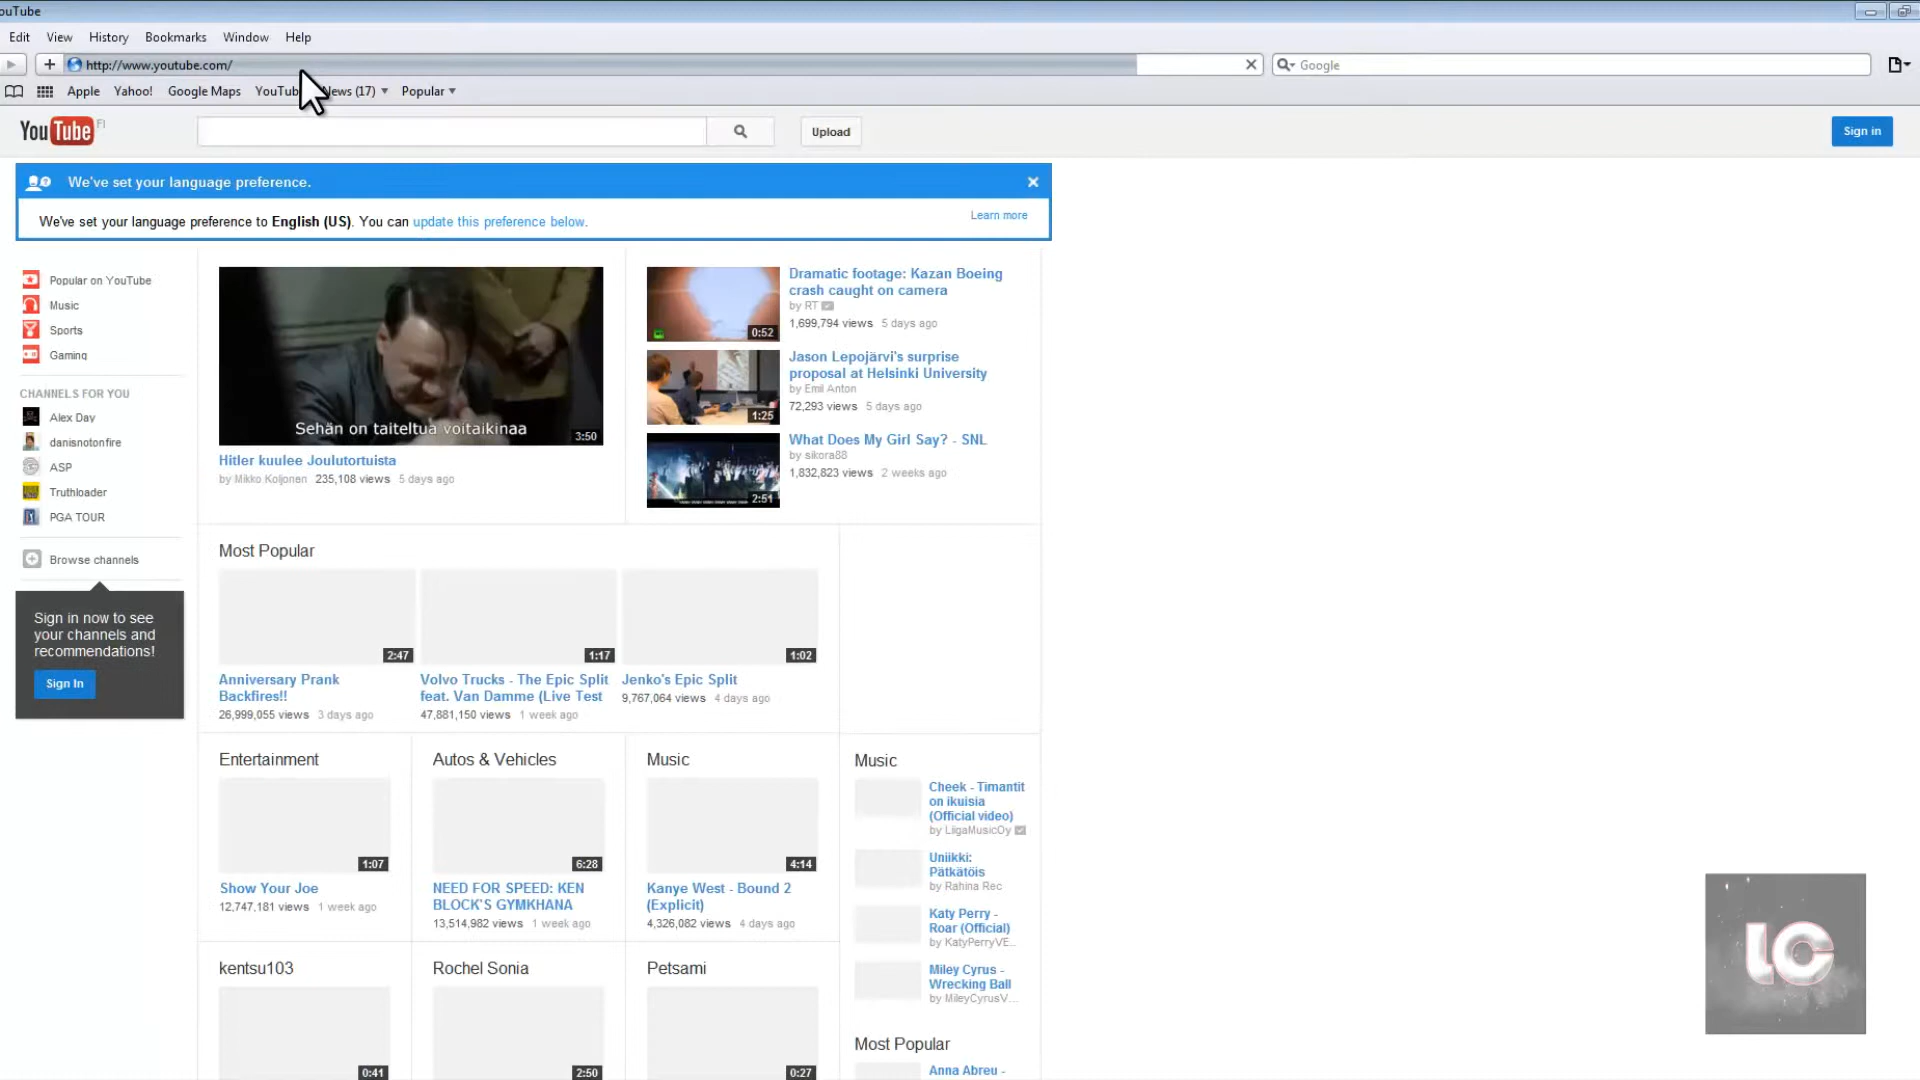 ouTube
Edit View History Bookmarks Window Help
http://www.youtube.com/
Google
Apple Yahoo! Google Maps YouTub News (17) Popular
YouTube FI
Upload
Sign in
We've set your language preference.
We've set your language preference to English (US). You can update this preference below.
Learn more
Popular on YouTube
Music
Sports
Gaming
CHANNELS FOR YOU
Alex Day
danisnotonfire
ASP
Truthloader
PGA TOUR
Browse channels
Sign in now to see
your channels and
recommendations!
Sign In
Sehän on taiteltua voitaikinaa
3:50
Hitler kuulee Joulutortuista
by Mikko Koljonen 235,108 views 5 days ago
0:52
Dramatic footage: Kazan Boeing
crash caught on camera
by RT
1,699,794 views 5 days ago
1:25
Jason Lepojärvi's surprise
proposal at Helsinki University
by Emil Anton
72,293 views 5 days ago
2:51
What Does My Girl Say? - SNL
by sikora88
1,832,823 views 2 weeks ago
Most Popular
2:47
Anniversary Prank
Backfires!!
26,999,055 views 3 days ago
1:17
Volvo Trucks - The Epic Split
feat. Van Damme (Live Test
47,881,150 views 1 week ago
1:02
Jenko's Epic Split
9,767,064 views 4 days ago
Entertainment
1:07
Show Your Joe
12,747,181 views 1 week ago
Autos & Vehicles
6:28
NEED FOR SPEED: KEN
BLOCK'S GYMKHANA
13,514,982 views 1 week ago
Music
4:14
Kanye West - Bound 2
(Explicit)
4,326,082 views 4 days ago
Music
Cheek - Timantit
on ikuisia
(Official video)
by LiigaMusicOy
Uniikki:
Pätkätöis
by Rahina Rec
Katy Perry -
Roar (Official)
by KatyPerryVE...
Miley Cyrus -
Wrecking Ball
by MileyCyrusV...
Most Popular
Anna Abreu -
kentsu103
0:41
Rochel Sonia
2:50
Petsami
0:27
LC